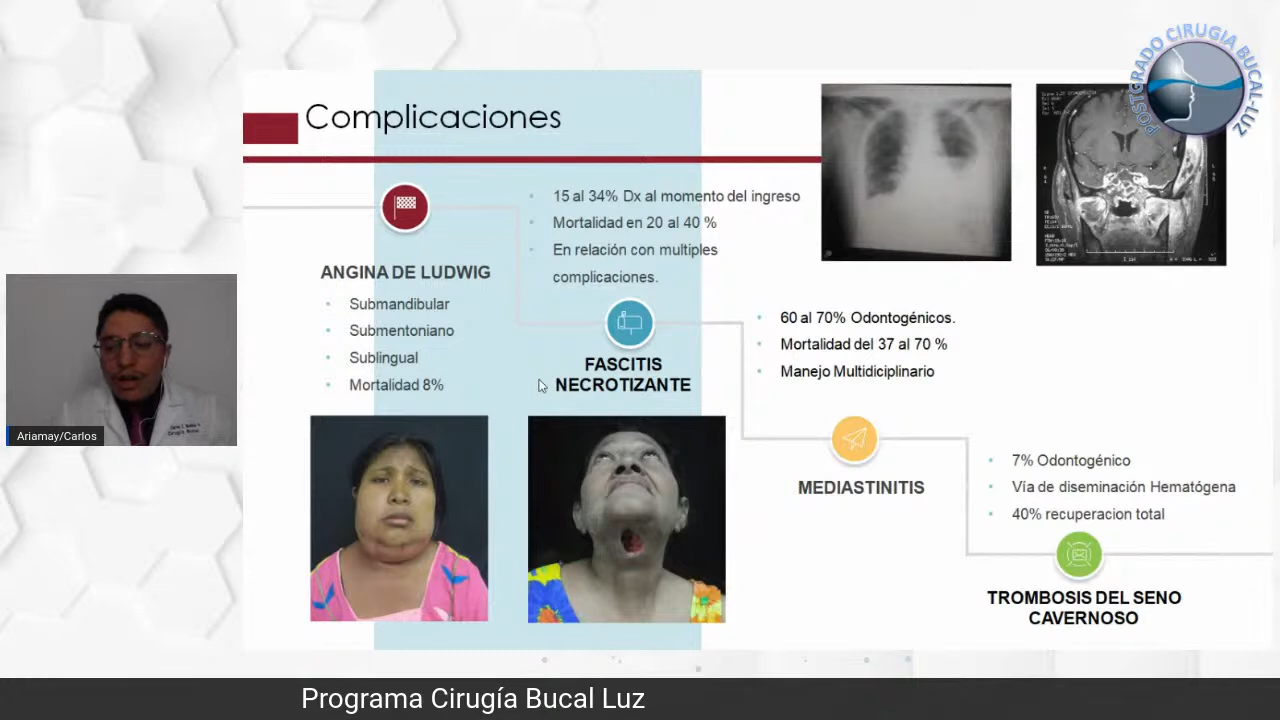 POSTGRADO CIRUGIA BUCAL-LUZ
Complicaciones
ANGINA DE LUDWIG
• Submandibular
• Submentoniano
• Sublingual
• Mortalidad 8%
• 15 al 34% Dx al momento del ingreso
• Mortalidad en 20 al 40 %
• En relación con multiples
complicaciones.
FASCITIS
NECROTIZANTE
• 60 al 70% Odontogénicos.
• Mortalidad del 37 al 70 %
• Manejo Multidiciplinario
MEDIASTINITIS
• 7% Odontogénico
• Vía de diseminación Hematógena
• 40% recuperacion total
TROMBOSIS DEL SENO
CAVERNOSO
Ariamay/Carlos
Programa Cirugía Bucal Luz